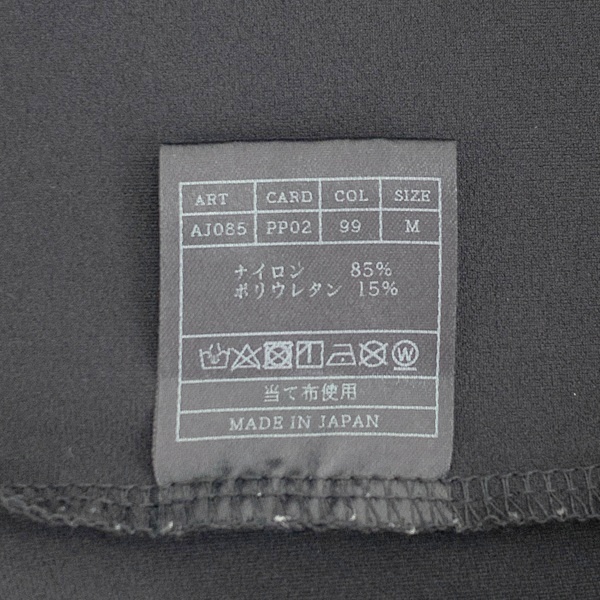 ART CARD COL SIZE
AJ085 PP02 99 M
ナイロン 85%
ポリウレタン 15%
W
当て布使用
MADE IN JAPAN